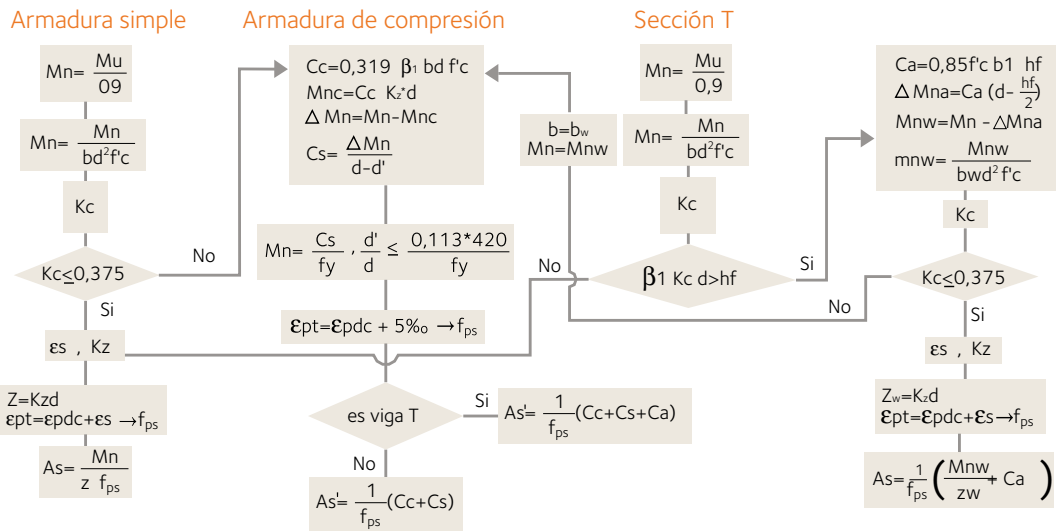 Armadura simple
Mn= Mu/09
Mn= Mn/bd²f'c
Kc
Kc≤0,375
No
Si
εs , Kz
Z=Kzd
εpt=εpdc+εs →fps
As= Mn/z fps
Armadura de compresión
Cc=0,319 β1 bd f'c
Mnc=Cc Kz*d
Δ Mn=Mn-Mnc
Cs= ΔMn/d-d'
Mn= Cs/fy . d'/d ≤ 0,113*420/fy
εpt=εpdc + 5‰ →fps
es viga T
Si
As'= 1/fps (Cc+Cs+Ca)
No
As'= 1/fps (Cc+Cs)
Sección T
Mn= Mu/0,9
Mn= Mn/bd²f'c
b=bw
Mn=Mnw
Kc
β1 Kc d>hf
No
Si
Ca=0,85f'c b1 hf
Δ Mna=Ca (d- hf/2)
Mnw=Mn -ΔMna
mnw= Mnw/bwd² f'c
Kc
Kc≤0,375
No
Si
εs , Kz
Zw=Kzd
εpt=εpdc+εs→fps
As= 1/fps (Mnw/zw + Ca )